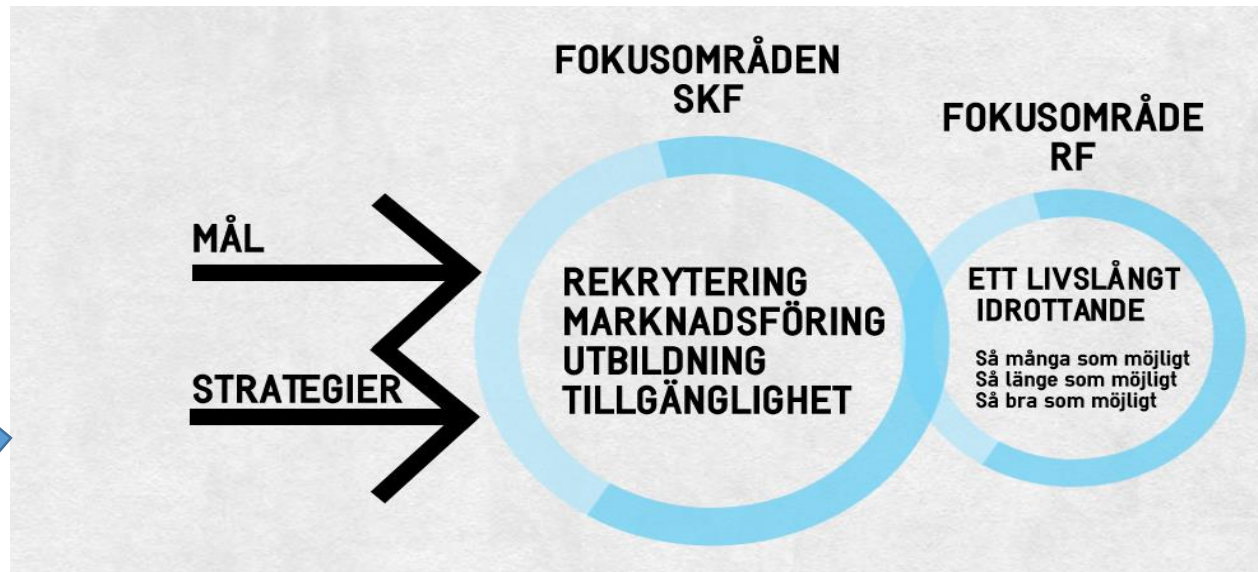 FOKUSOMRÅDEN
SKF
FOKUSOMRÅDE
RF
MÅL
STRATEGIER
REKRYTERING
MARKNADSFÖRING
UTBILDNING
TILLGÄNGLIGHET
ETT LIVSLÅNGT
IDROTTANDE
Så många som möjligt
Så länge som möjligt
Så bra som möjligt